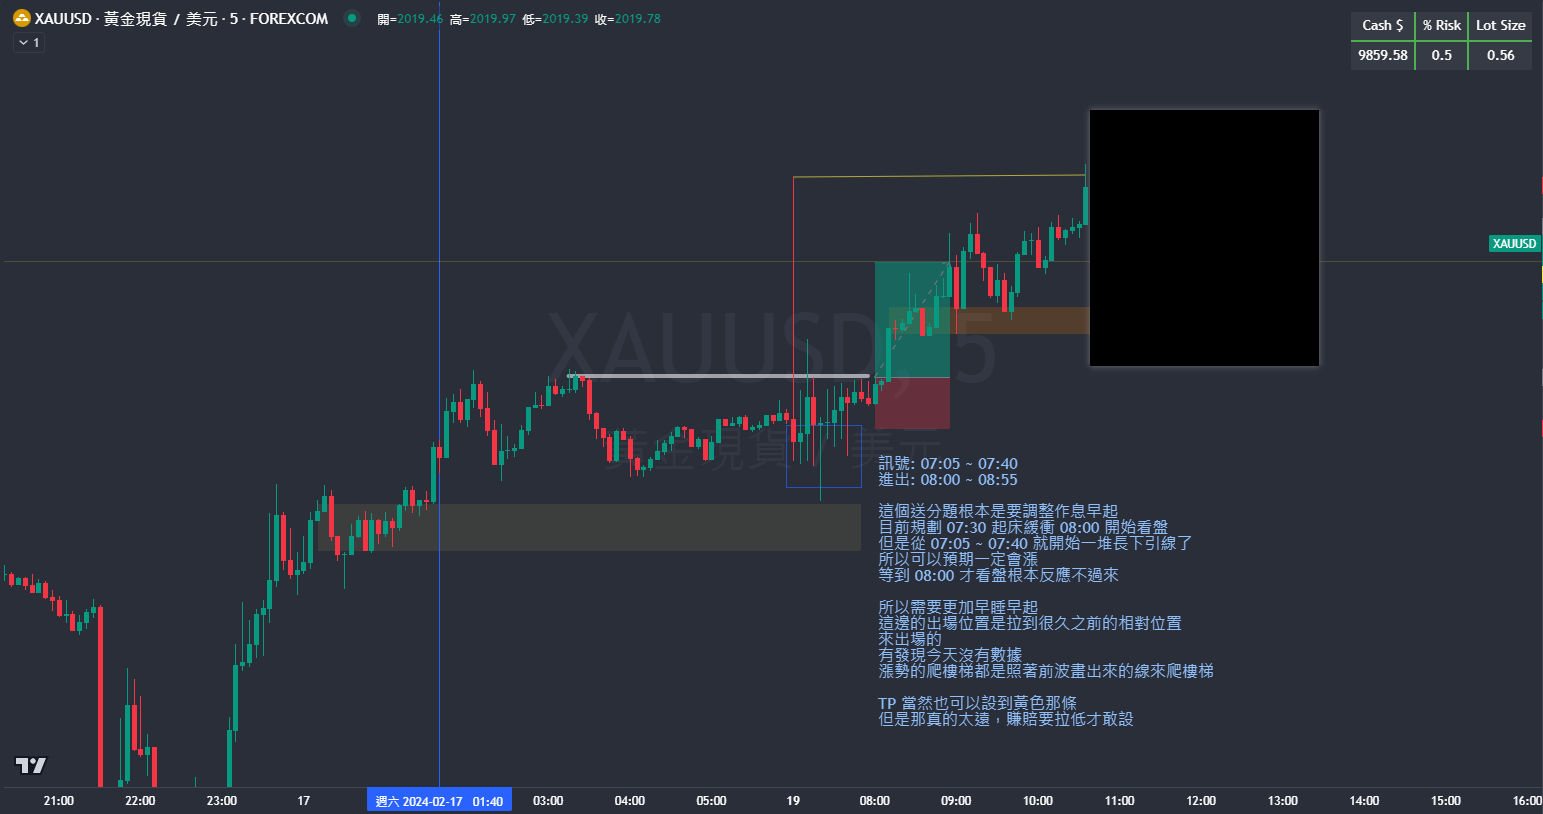 XAUUSD · 黃金現貨 / 美元 · 5 · FOREXCOM 開=2019.46 高=2019.97 低=2019.39 收=2019.78
1
Cash $ % Risk Lot Size
9859.58 0.5 0.56
XAUUSD
XAUUSD, 5
黃金現貨 / 美元
訊號: 07:05 ~ 07:40
進出: 08:00 ~ 08:55
這個送分題根本是要調整作息早起
目前規劃 07:30 起床緩衝 08:00 開始看盤
但是從 07:05 ~ 07:40 就開始一堆長下引線了
所以可以預期一定會漲
等到 08:00 才看盤根本反應不過來
所以需要更加早睡早起
這邊的出場位置是拉到很久之前的相對位置
來出場的
有發現今天沒有數據
漲勢的爬樓梯都是照著前波畫出來的線來爬樓梯
TP 當然也可以設到黃色那條
但是那真的太遠，賺賠要拉低才敢設
21:00 22:00 23:00 17 週六 2024-02-17 01:40 03:00 04:00 05:00 19 08:00 09:00 10:00 11:00 12:00 13:00 14:00 15:00 16:00